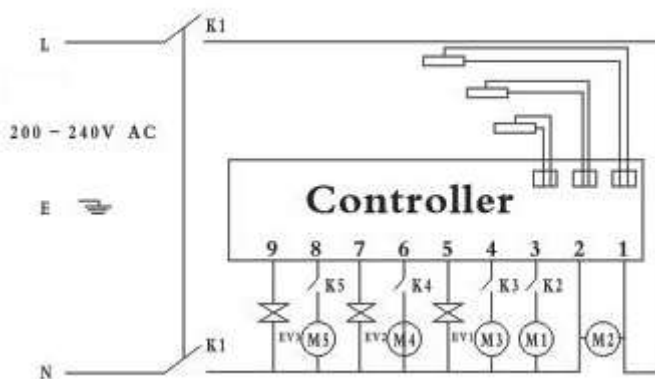 L K1
200 - 240V AC
E
Controller
9 8 7 6 5 4 3 2 1
K5 K4 K3 K2
EV3 M5 EV2 M4 EV1 M3 M1 M2
K1
N